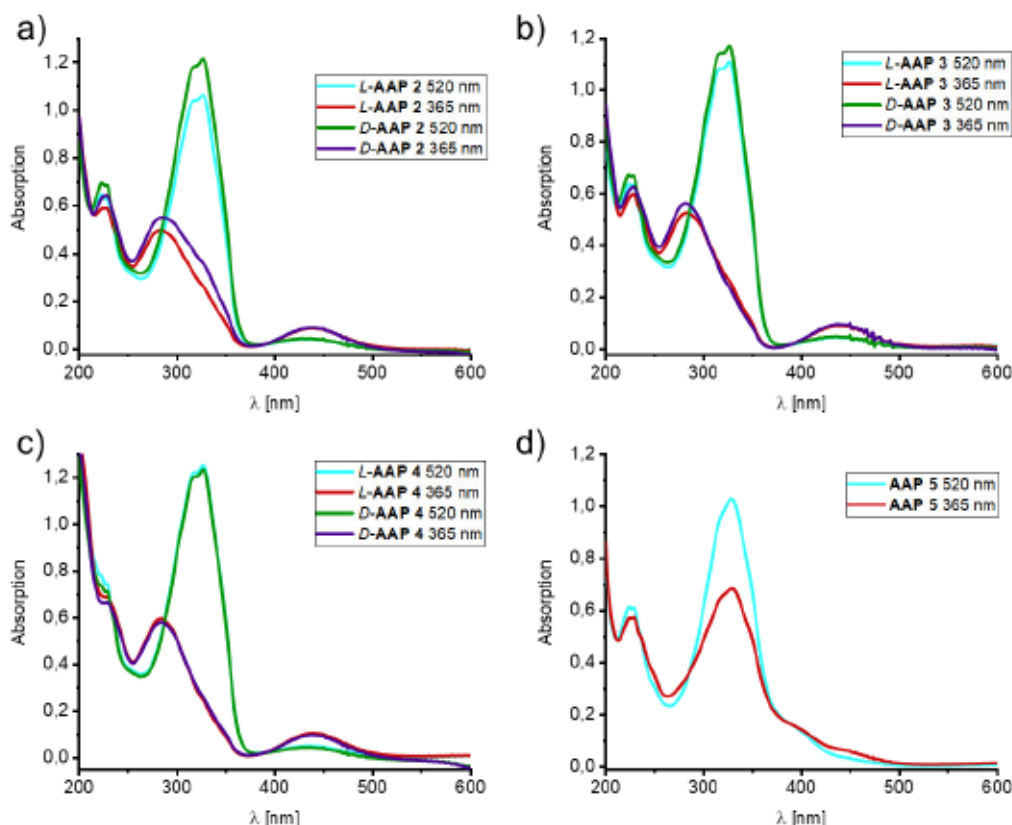 a)
1,2
1,0
0,8
0,6
0,4
0,2
0,0
Absorption
200 300 400 500 600
λ [nm]
L-AAP 2 520 nm
L-AAP 2 365 nm
D-AAP 2 520 nm
D-AAP 2 365 nm
b)
1,2
1,0
0,8
0,6
0,4
0,2
0,0
Absorption
200 300 400 500 600
λ [nm]
L-AAP 3 520 nm
L-AAP 3 365 nm
D-AAP 3 520 nm
D-AAP 3 365 nm
c)
1,2
1,0
0,8
0,6
0,4
0,2
0,0
Absorption
200 300 400 500 600
λ [nm]
L-AAP 4 520 nm
L-AAP 4 365 nm
D-AAP 4 520 nm
D-AAP 4 365 nm
d)
1,2
1,0
0,8
0,6
0,4
0,2
0,0
Absorption
200 300 400 500 600
λ [nm]
AAP 5 520 nm
AAP 5 365 nm